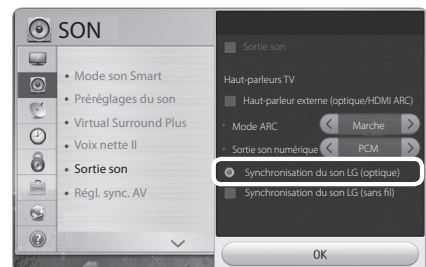 SON
Mode son Smart
Préréglages du son
Virtual Surround Plus
Voix nette II
Sortie son
Régl. sync. AV
Sortie son
Haut-parleurs TV
Haut-parleur externe (optique/HDMI ARC)
Mode ARC Marche
Sortie son numérique PCM
Synchronisation du son LG (optique)
Synchronisation du son LG (sans fil)
OK